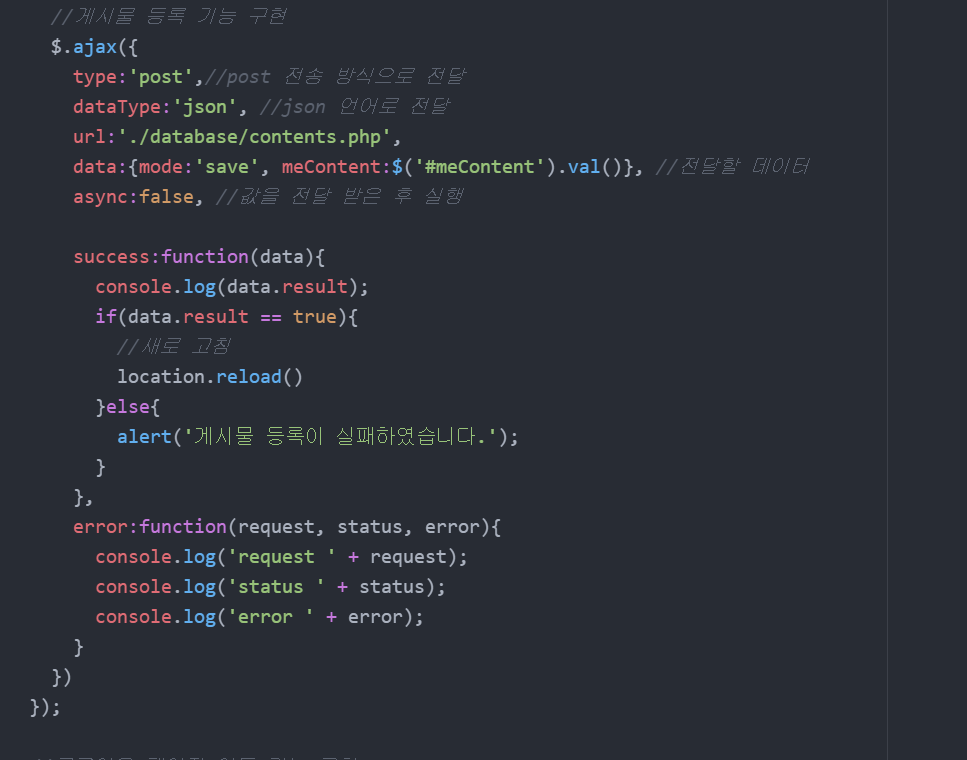 //게시물 등록 기능 구현
$.ajax({
type:'post',//post 전송 방식으로 전달
dataType:'json', //json 언어로 전달
url:'./database/contents.php',
data:{mode:'save', meContent:$('#meContent').val()}, //전달할 데이터
async:false, //값을 전달 받은 후 실행
success:function(data){
console.log(data.result);
if(data.result == true){
//새로 고침
location.reload()
}else{
alert('게시물 등록이 실패하였습니다.');
}
},
error:function(request, status, error){
console.log('request ' + request);
console.log('status ' + status);
console.log('error ' + error);
}
})
});